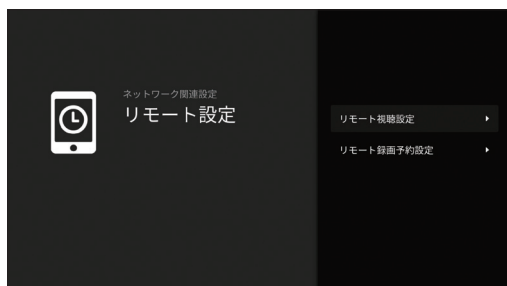 ネットワーク関連設定
リモート設定
リモート視聴設定
リモート録画予約設定